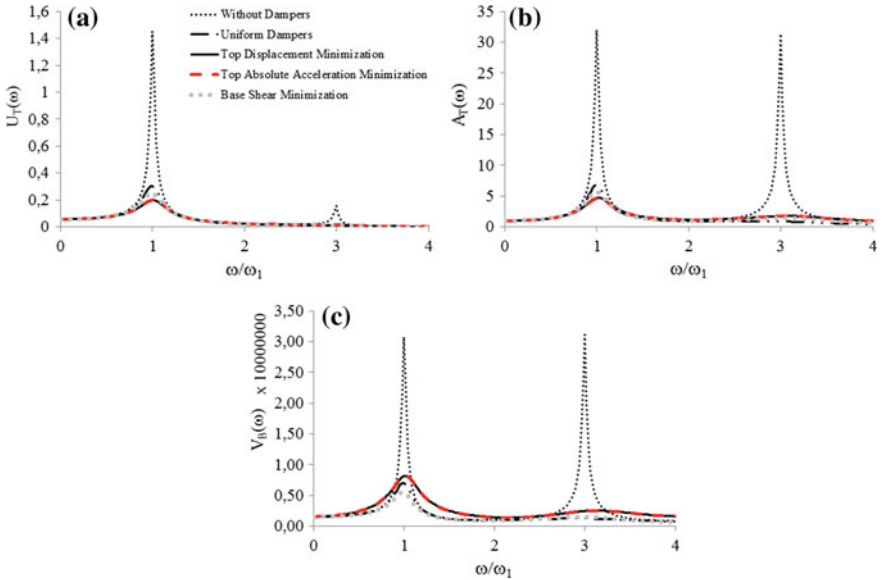 (a)
1,6
1,4
1,2
1
0,8
0,6
0,4
0,2
0
U_T(ω)
0 1 2 3 4
ω/ω₁
Without Dampers
Uniform Dampers
Top Displacement Minimization
Top Absolute Acceleration Minimization
Base Shear Minimization
(b)
35
30
25
20
15
10
5
0
A_T(ω)
0 1 2 3 4
ω/ω₁
(c)
3,50
3,00
2,50
2,00
1,50
1,00
0,50
0,00
V_B(ω) x 10000000
0 1 2 3 4
ω/ω₁